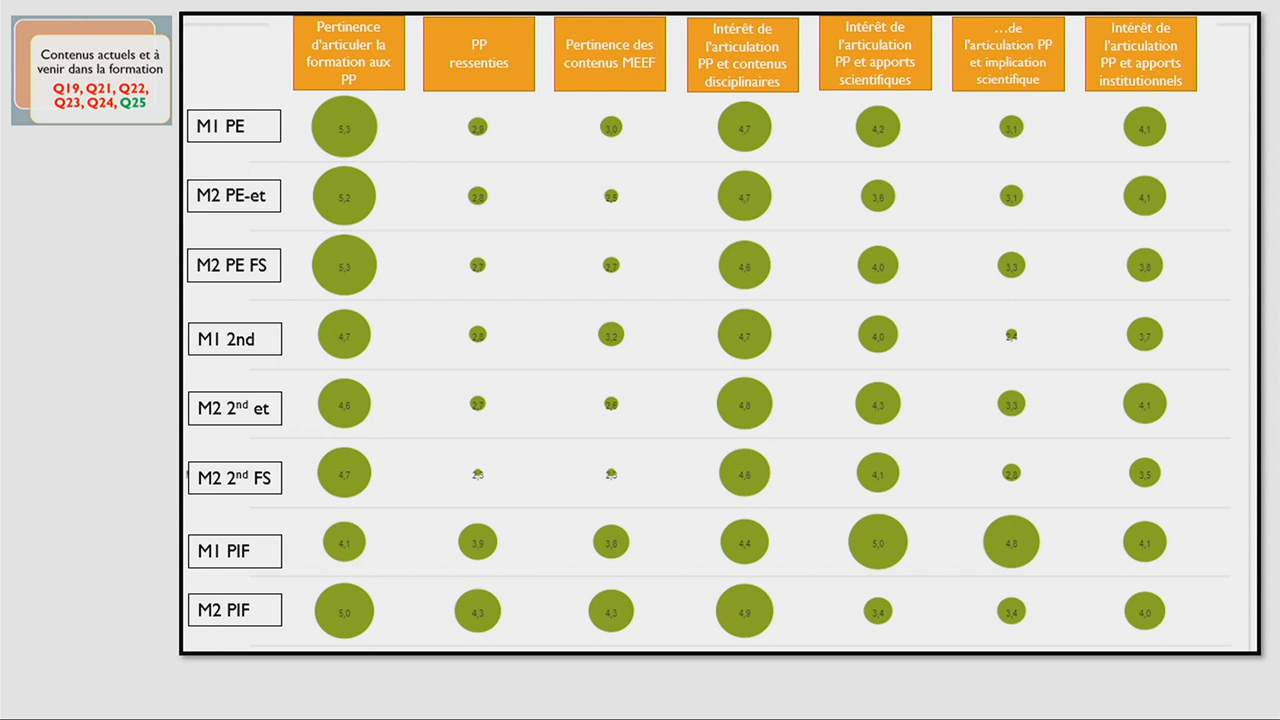 Contenus actuels et à
venir dans la formation
Q19, Q21, Q22,
Q23, Q24, Q25
Pertinence
d'articuler la
formation aux
PP
PP
ressenties
Pertinence des
contenus MEEF
Intérêt de
l'articulation
PP et contenus
disciplinaires
Intérêt de
l'articulation
PP et apports
scientifiques
…de
l'articulation PP
et implication
scientifique
Intérêt de
l'articulation
PP et apports
institutionnels
M1 PE
5,3 2,9 3,0 4,7 4,2 3,1 4,1
M2 PE-et
5,2 2,8 2,5 4,7 3,6 3,1 4,1
M2 PE FS
5,3 2,7 2,7 4,6 4,0 3,3 3,8
M1 2nd
4,7 2,8 3,2 4,7 4,0 2,4 3,7
M2 2nd et
4,6 2,7 2,6 4,8 4,3 3,3 4,1
M2 2nd FS
4,7 4,6 4,1 2,8 3,5
M1 PIF
4,1 3,9 3,8 4,4 5,0 4,8 4,1
M2 PIF
5,0 4,3 4,3 4,9 3,4 3,4 4,0